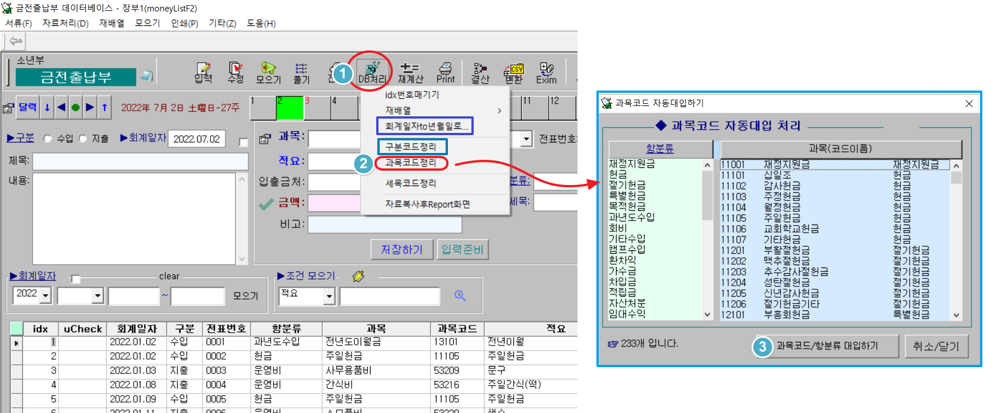 금전출납부 데이터베이스 - 장부1(moneyListF2)
서류(F) 자료처리(D) 재배열 모으기 인쇄(P) 기타(Z) 도움(H)
소년부
금전출납부
입력 수정 모으기 풀기 1 DB처리 재계산 Print 결산 변환 Exim
CSV
달력 2022年 7月 2日 土曜日-27주
1 2 3 4 11 12
idx번호매기기
재배열
회계일자to년월일로...
구분코드정리
2 과목코드정리
세목코드정리
자료복사후Report화면
▶구분 수입 지출 ▶회계일자 2022.07.02
제목:
내용:
과목: 전표번호:
적요:
입출금처: 분류:
금액: 세목:
비고:
저장하기 입력준비
▶회계일자 clear
2022 ~ 모으기
▶조건 모으기
적요
idx uCheck 회계일자 구분 전표번호 항분류 과목 과목코드 적요
1 2022.01.02 수입 0001 과년도수입 전년도이월금 13101 전년이월
2 2022.01.02 수입 0002 헌금 주일헌금 11105 주일헌금
3 2022.01.03 지출 0003 운영비 사무용품비 53209 문구
4 2022.01.08 지출 0004 운영비 간식비 53216 주일간식(떡)
5 2022.01.09 수입 0005 헌금 주일헌금 11105 주일헌금
6 2022.01.11 지출 0006 운영비 소모품비 53220 생수
과목코드 자동대입하기
◆ 과목코드 자동대입 처리
항분류
재정지원금
헌금
절기헌금
특별헌금
목적헌금
과년도수입
회비
기타수입
캠프수입
환차익
가수금
차입금
적립금
자산처분
임대수익
과목(코드이름)
11001 재정지원금 재정지원금
11101 십일조 헌금
11102 감사헌금 헌금
11103 주정헌금 헌금
11104 월정헌금 헌금
11105 주일헌금 헌금
11106 교회학교헌금 헌금
11107 기타헌금 헌금
11201 부활절헌금 절기헌금
11202 맥추절헌금 절기헌금
11203 추수감사절헌금 절기헌금
11204 성탄절헌금 절기헌금
11205 신년감사헌금 절기헌금
11206 절기헌금기타 절기헌금
12101 부흥회헌금 특별헌금
233개 입니다.
3 과목코드/항분류 대입하기 취소/닫기